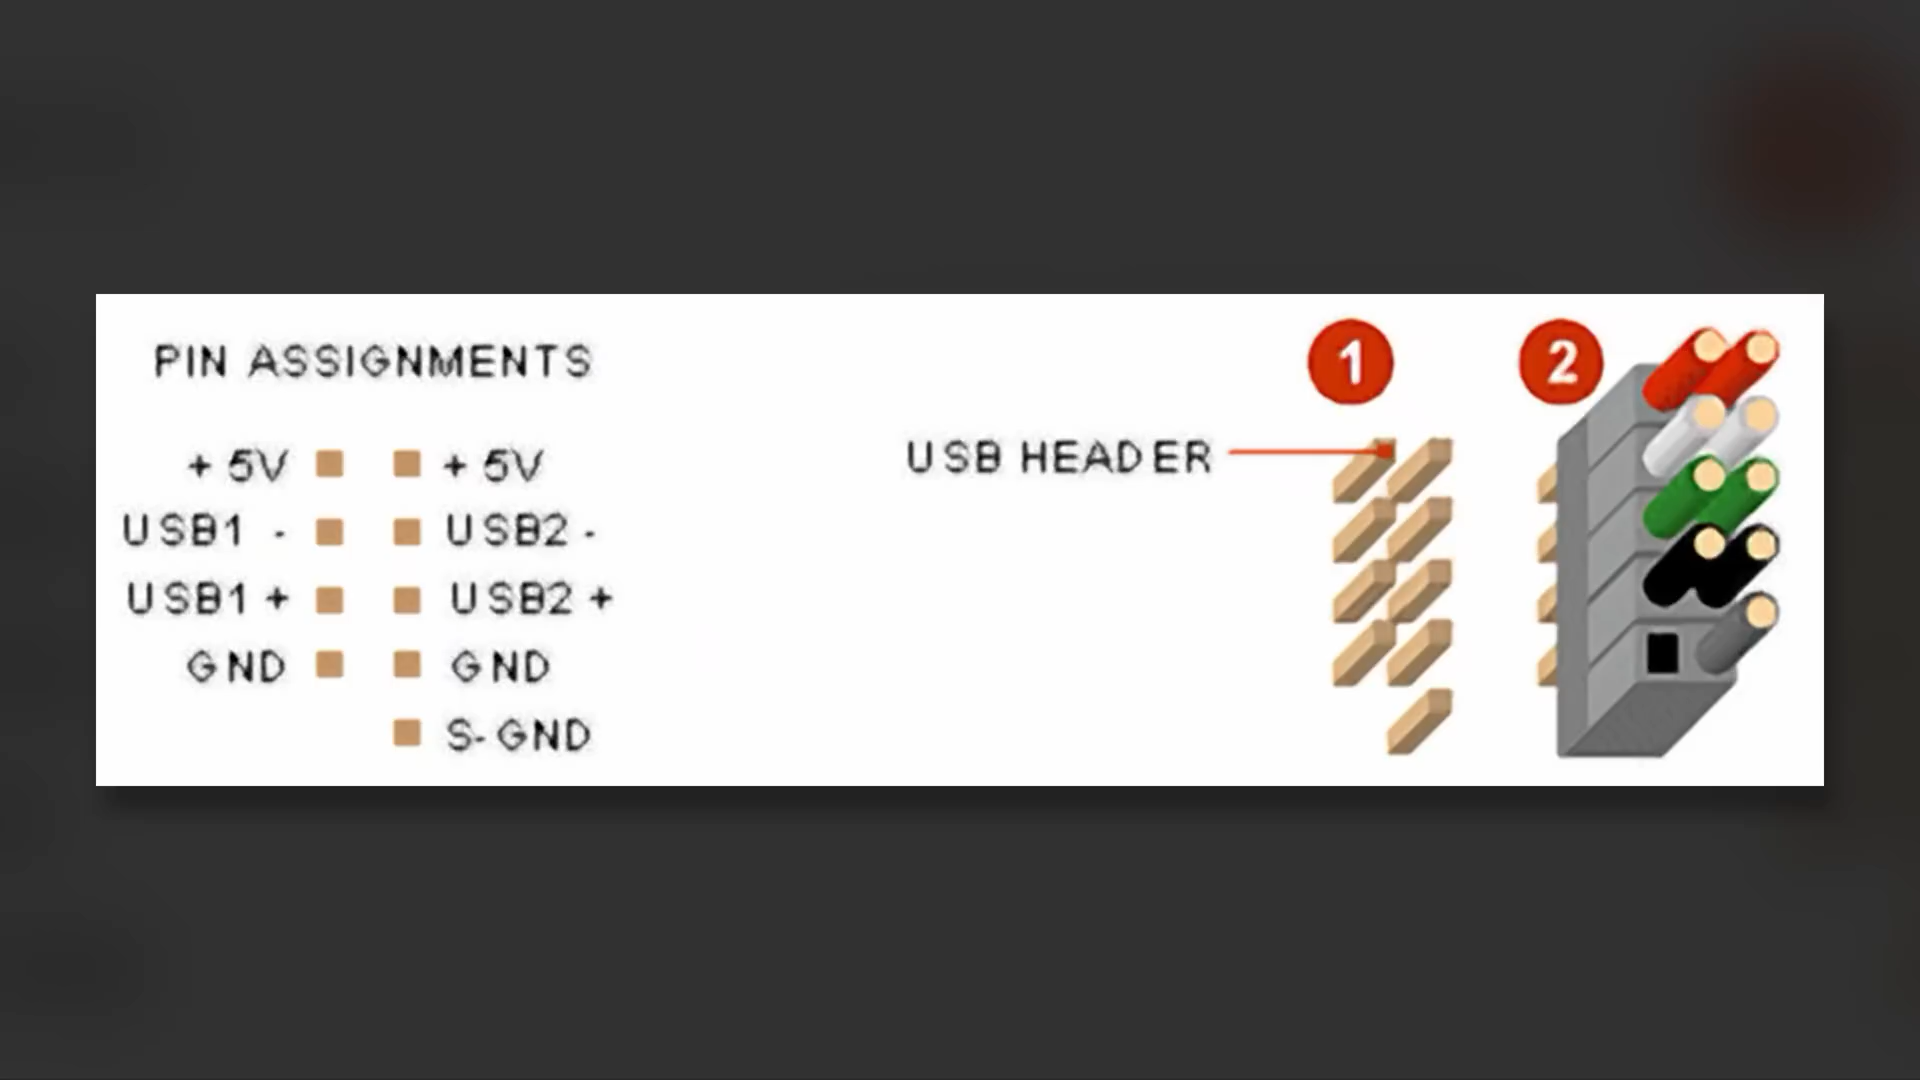 PIN ASSIGNMENTS
+ 5V + 5V
USB1 - USB2 -
USB1 + USB2 +
GND GND
S-GND
USB HEADER
1
2